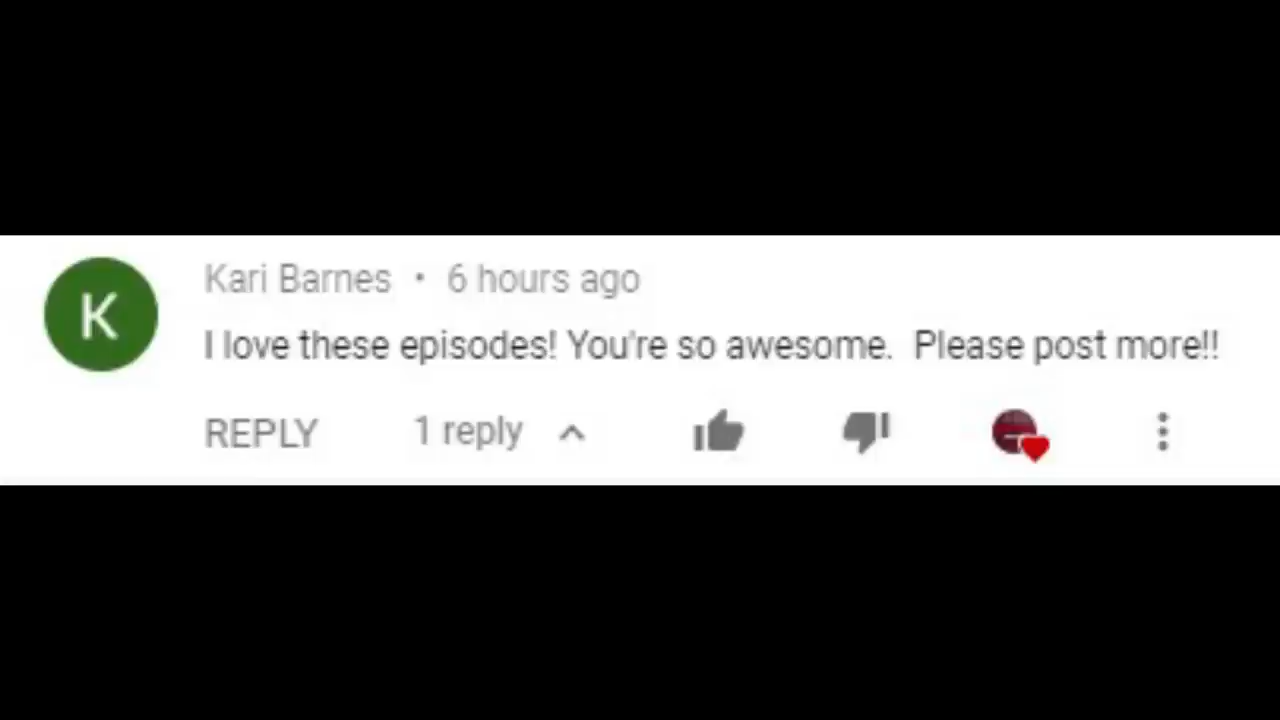 K
Kari Barnes • 6 hours ago
I love these episodes! You're so awesome.  Please post more!!
REPLY 1 reply